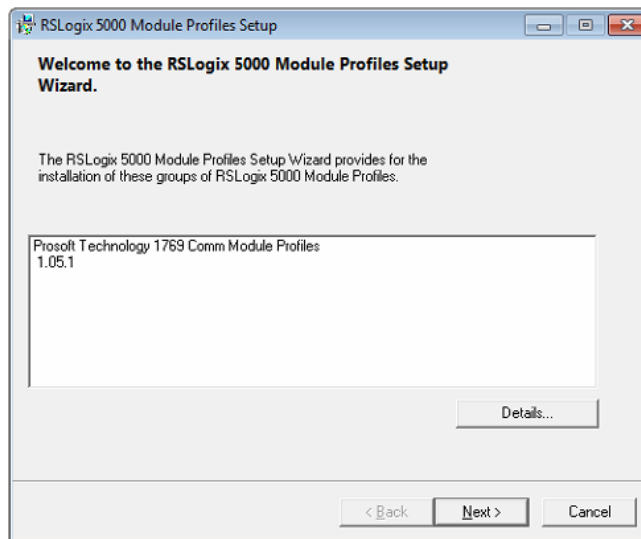 RSLogix 5000 Module Profiles Setup
Welcome to the RSLogix 5000 Module Profiles Setup
Wizard.
The RSLogix 5000 Module Profiles Setup Wizard provides for the
installation of these groups of RSLogix 5000 Module Profiles.
Prosoft Technology 1769 Comm Module Profiles
1.05.1
Details...
< Back
Next >
Cancel